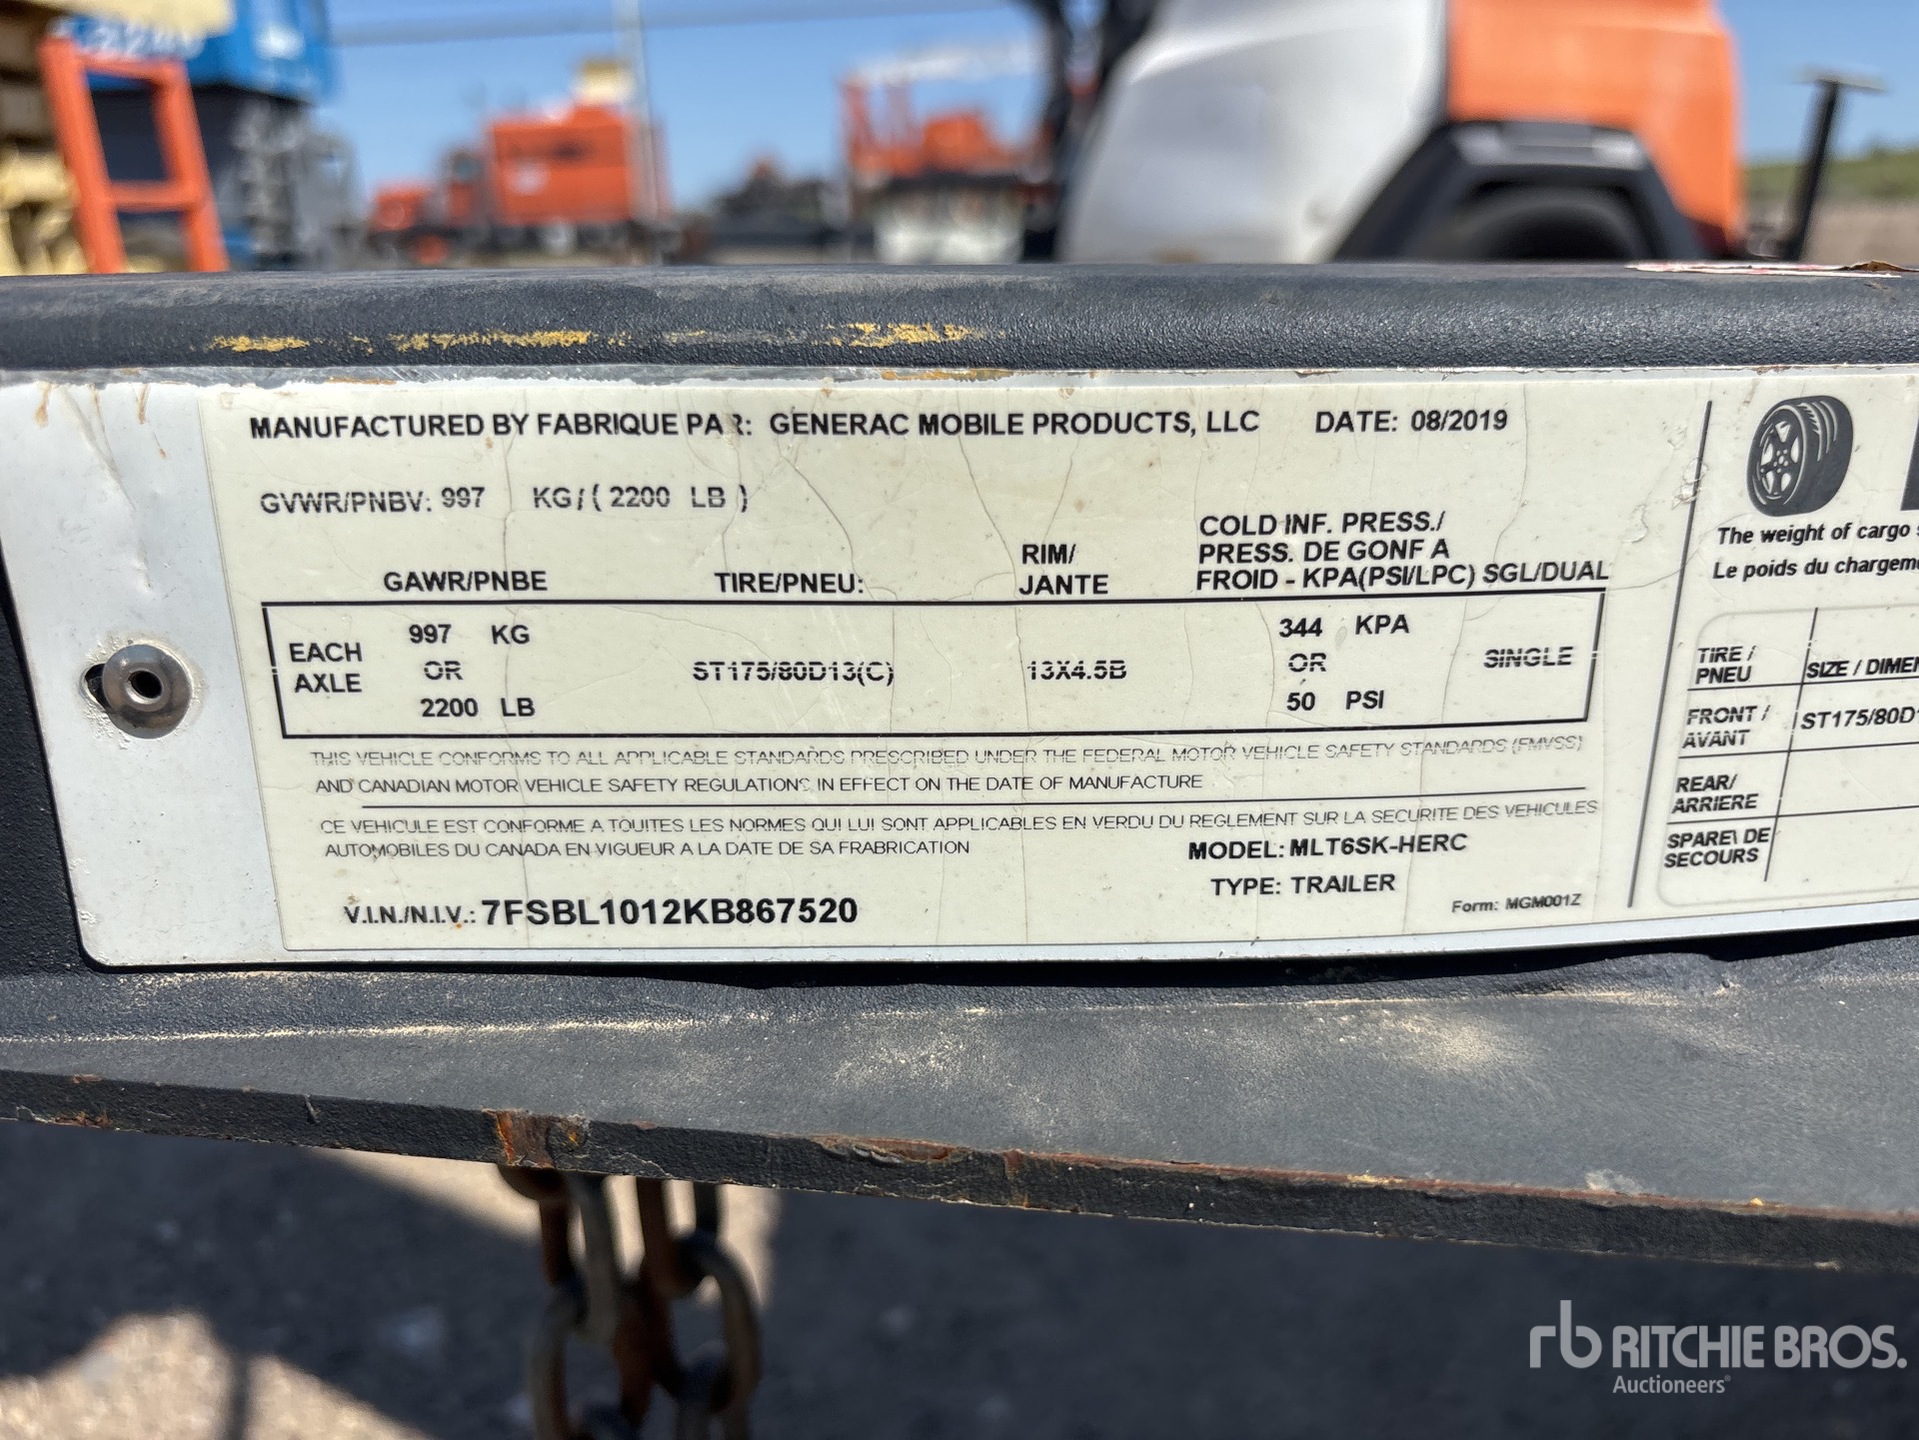 MANUFACTURED BY FABRIQUE PAR: GENERAC MOBILE PRODUCTS, LLC DATE: 08/2019
GVWR/PNBV: 997 KG/( 2200 LB )
GAWR/PNBE TIRE/PNEU: RIM/ JANTE COLD INF. PRESS./
PRESS. DE GONF A
FROID - KPA(PSI/LPC) SGL/DUAL
EACH AXLE 997 KG
OR
2200 LB
ST175/80D13(C) 13X4.5B
344 KPA
OR
50 PSI
SINGLE
THIS VEHICLE CONFORMS TO ALL APPLICABLE STANDARDS PRESCRIBED UNDER THE FEDERAL MOTOR VEHICLE SAFETY STANDARDS (FMVSS)
AND CANADIAN MOTOR VEHICLE SAFETY REGULATIONS IN EFFECT ON THE DATE OF MANUFACTURE
CE VEHICULE EST CONFORME A TOUITES LES NORMES QUI LUI SONT APPLICABLES EN VERDU DU REGLEMENT SUR LA SECURITE DES VEHICULES
AUTOMOBILES DU CANADA EN VIGUEUR A LA DATE DE SA FRABRICATION
MODEL: MLT6SK-HERC
TYPE: TRAILER
V.I.N./N.I.V.: 7FSBL1012KB867520
Form: MGM001Z
The weight of cargo
Le poids du chargem
TIRE / PNEU SIZE / DIMEN
FRONT / AVANT ST175/80D
REAR/ ARRIERE
SPARE\ DE SECOURS
rb RITCHIE BROS.
Auctioneers